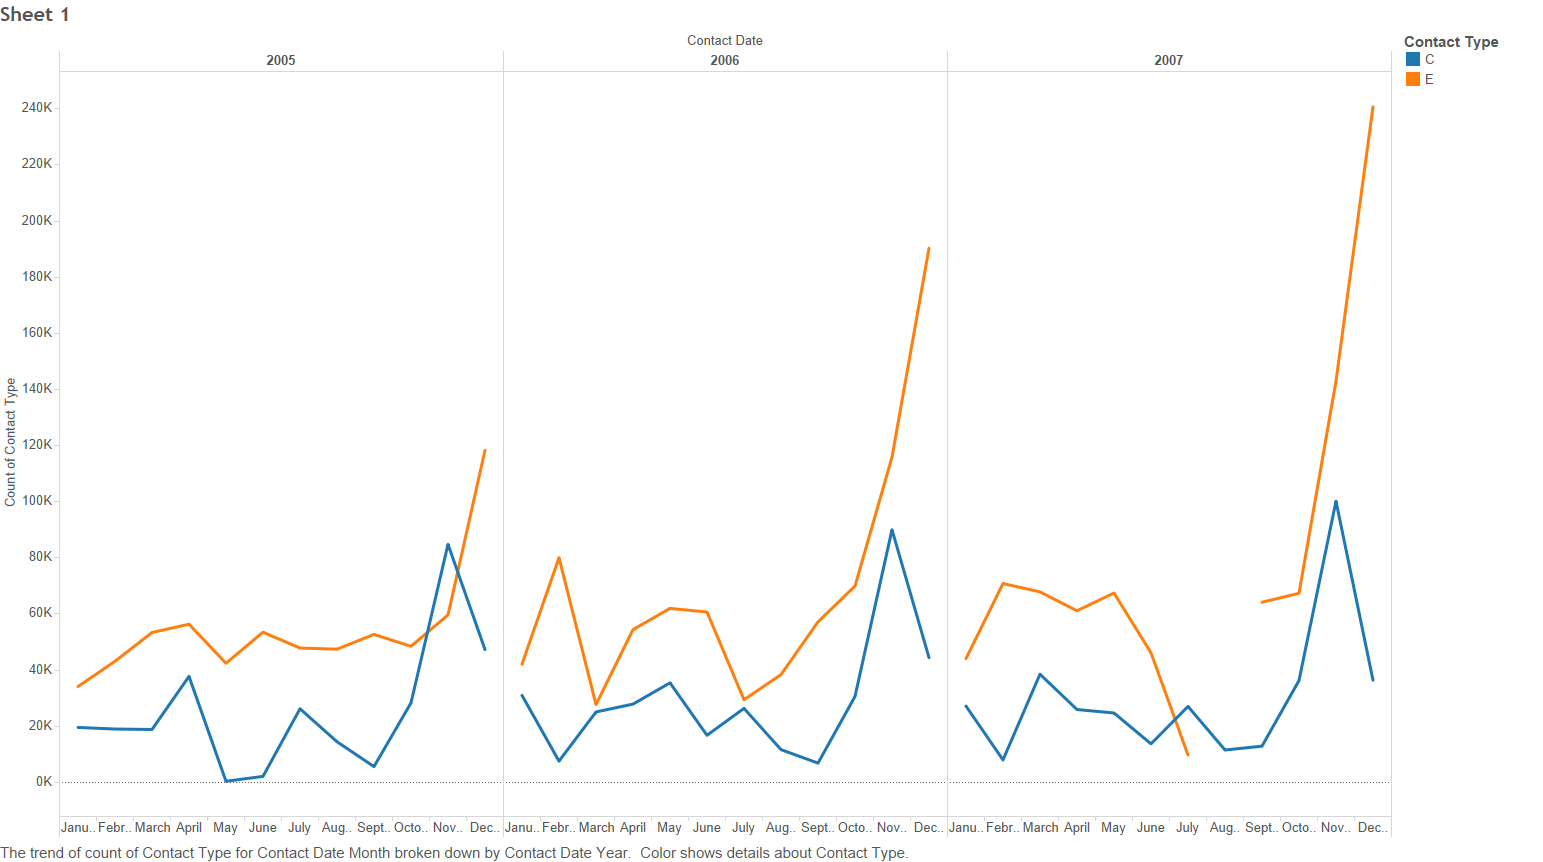 Sheet 1
Contact Date
2005 2006 2007
Contact Type
C
E
240K
220K
200K
180K
160K
140K
120K
100K
80K
60K
40K
20K
0K
Count of Contact Type
Janu.. Febr.. March April May June July Aug.. Sept.. Octo.. Nov.. Dec.. Janu.. Febr.. March April May June July Aug.. Sept.. Octo.. Nov.. Dec.. Janu.. Febr.. March April May June July Aug.. Sept.. Octo.. Nov.. Dec..
The trend of count of Contact Type for Contact Date Month broken down by Contact Date Year. Color shows details about Contact Type.